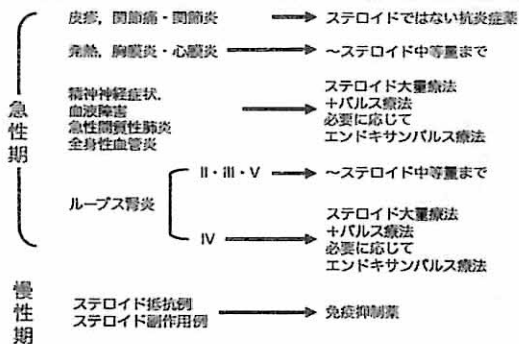 急性期
皮疹, 関節痛・関節炎 → ステロイドではない抗炎症薬
発熱, 胸膜炎・心膜炎 → ～ステロイド中等量まで
精神神経症状,
血液障害
急性間質性肺炎
全身性血管炎
→ ステロイド大量療法
+パルス療法
必要に応じて
エンドキサンパルス療法
ループス腎炎
II・III・V → ～ステロイド中等量まで
IV → ステロイド大量療法
+パルス療法
必要に応じて
エンドキサンパルス療法
慢性期
ステロイド抵抗例
ステロイド副作用例
→ 免疫抑制薬